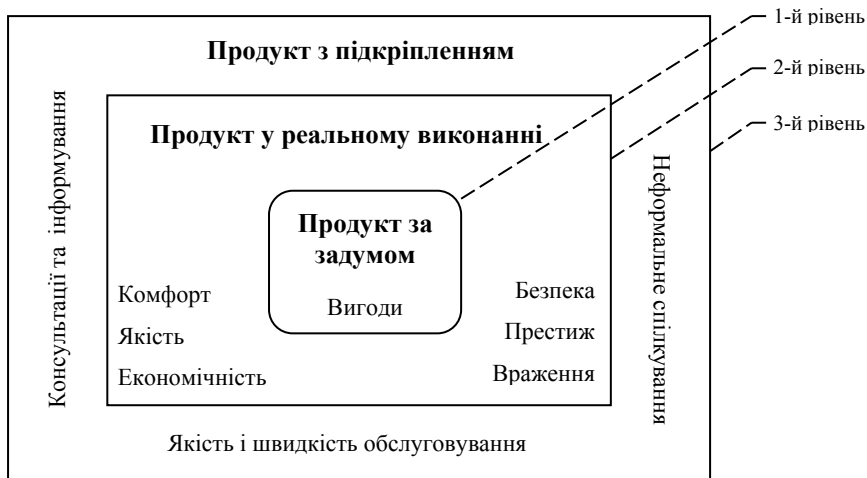 1-й рівень
Продукт з підкріпленням
2-й рівень
Продукт у реальному виконанні
3-й рівень
Консультації та інформування
Неформальне спілкування
Продукт за
задумом
Вигоди
Комфорт
Якість
Економічність
Безпека
Престиж
Враження
Якість і швидкість обслуговування